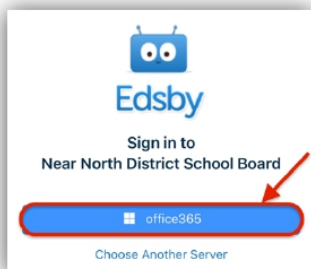 Edsby
Sign in to
Near North District School Board
office365
Choose Another Server